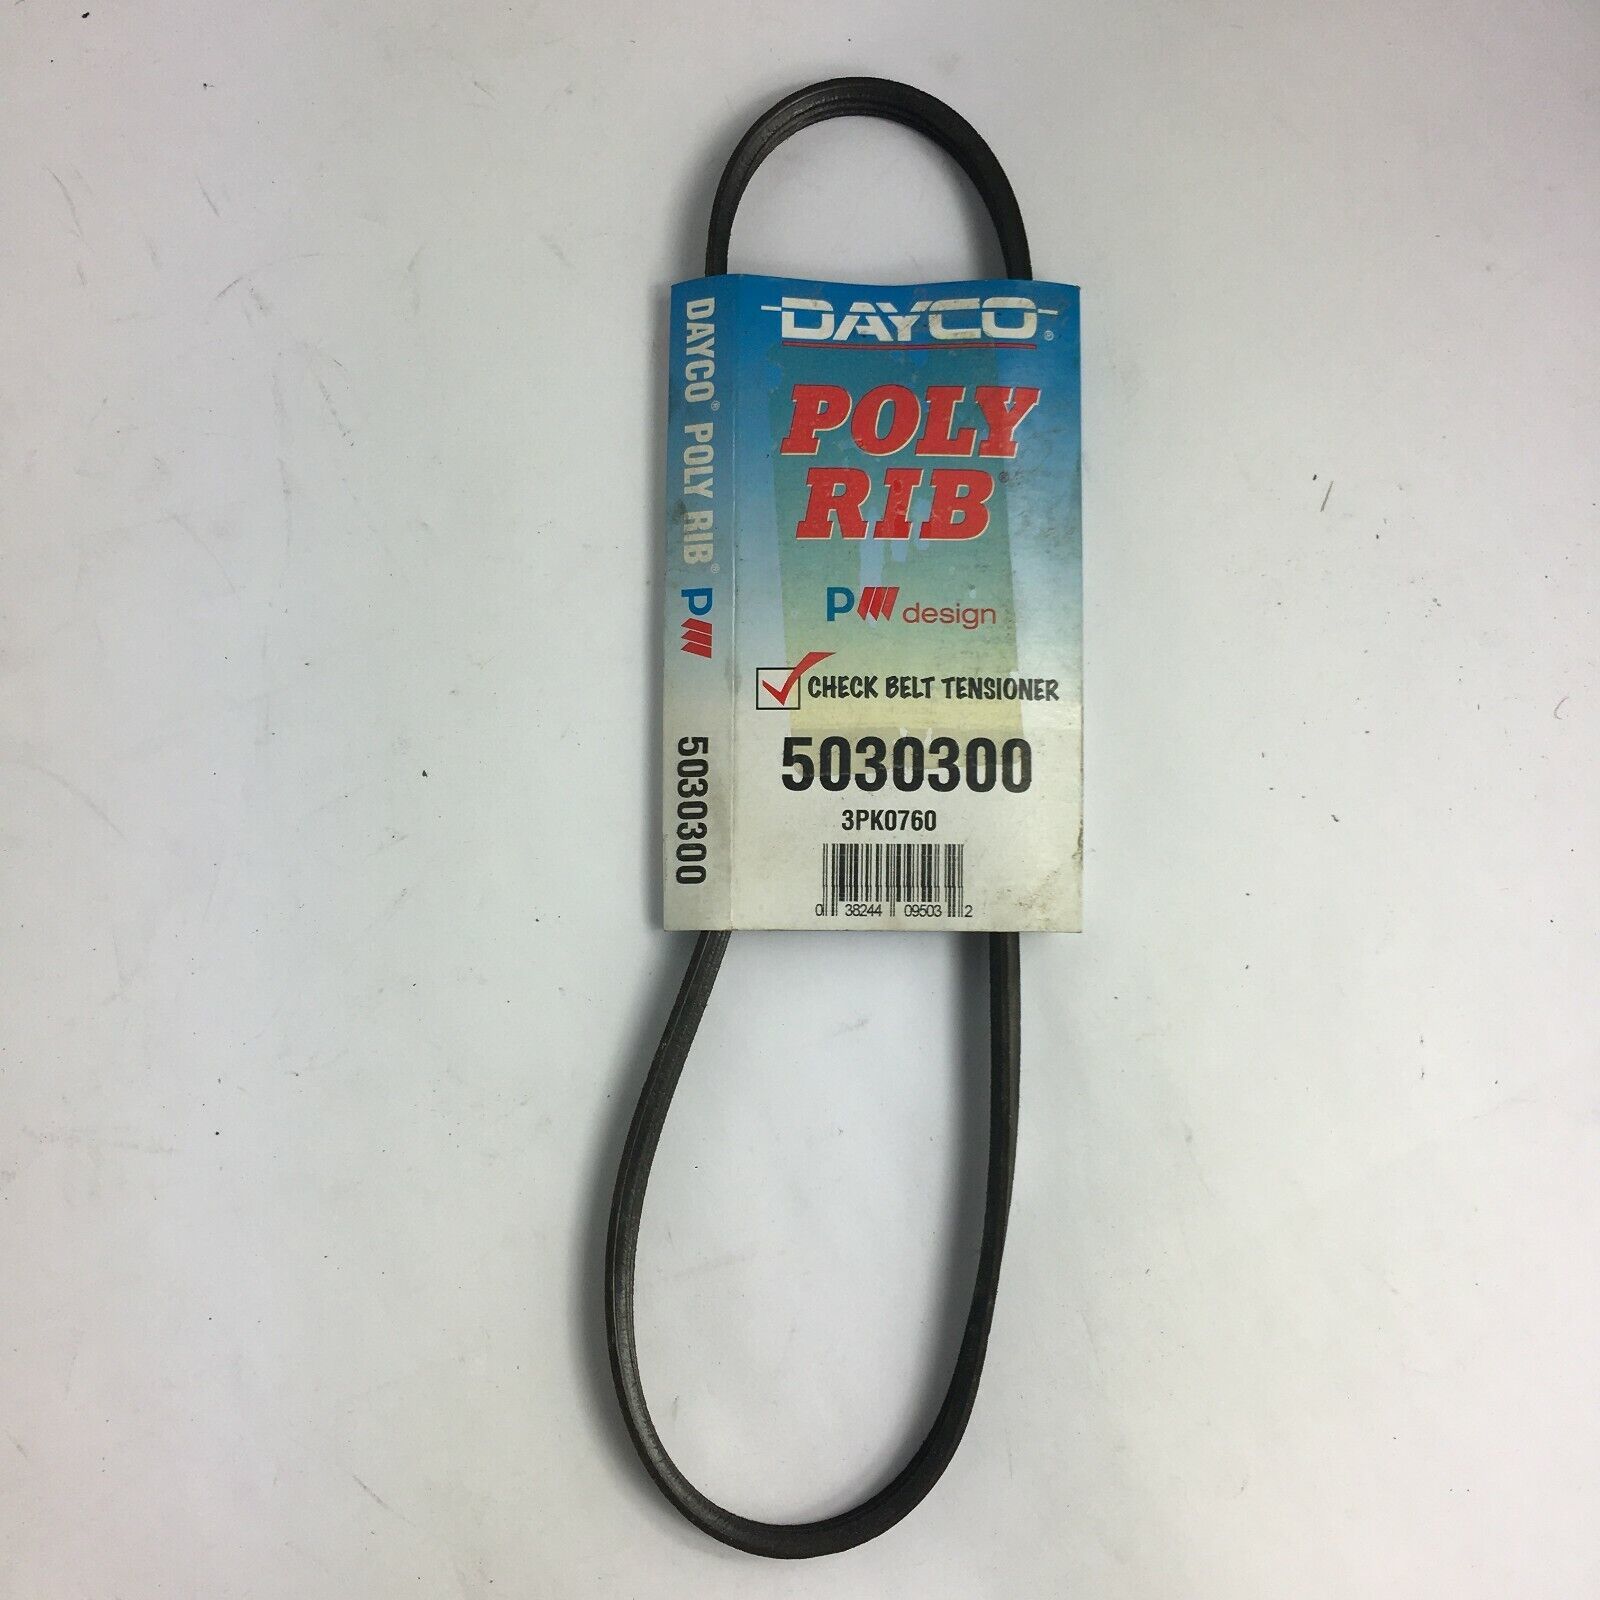 DAYCO®
POLY
RIB®
P design
CHECK BELT TENSIONER
5030300
3PK0760
0 38244 09503 2
DAYCO® POLY RIB® P 5030300